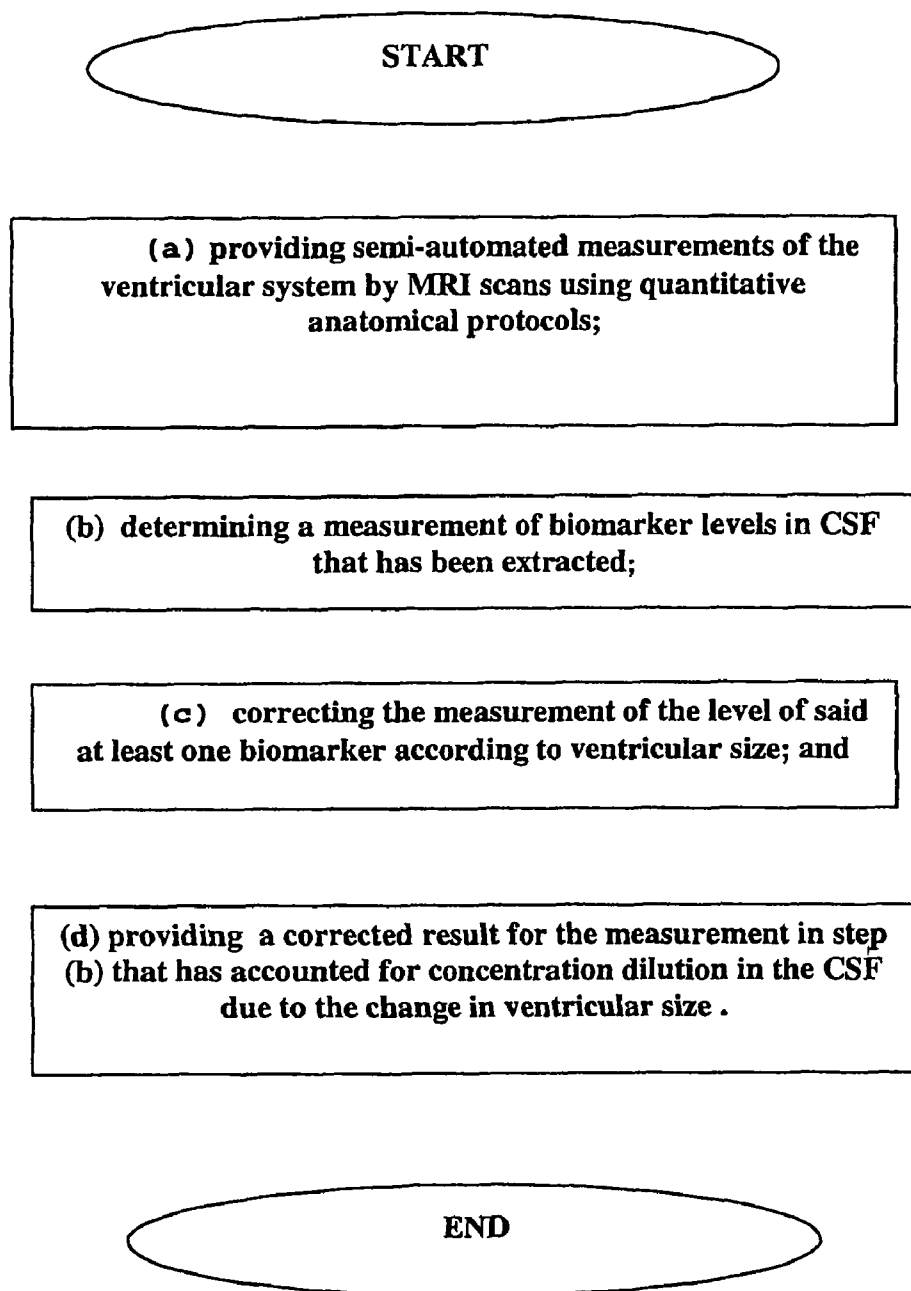 START
(a) providing semi-automated measurements of the
ventricular system by MRI scans using quantitative
anatomical protocols;
(b) determining a measurement of biomarker levels in CSF
that has been extracted;
(c) correcting the measurement of the level of said
at least one biomarker according to ventricular size; and
(d) providing a corrected result for the measurement in step
(b) that has accounted for concentration dilution in the CSF
due to the change in ventricular size .
END